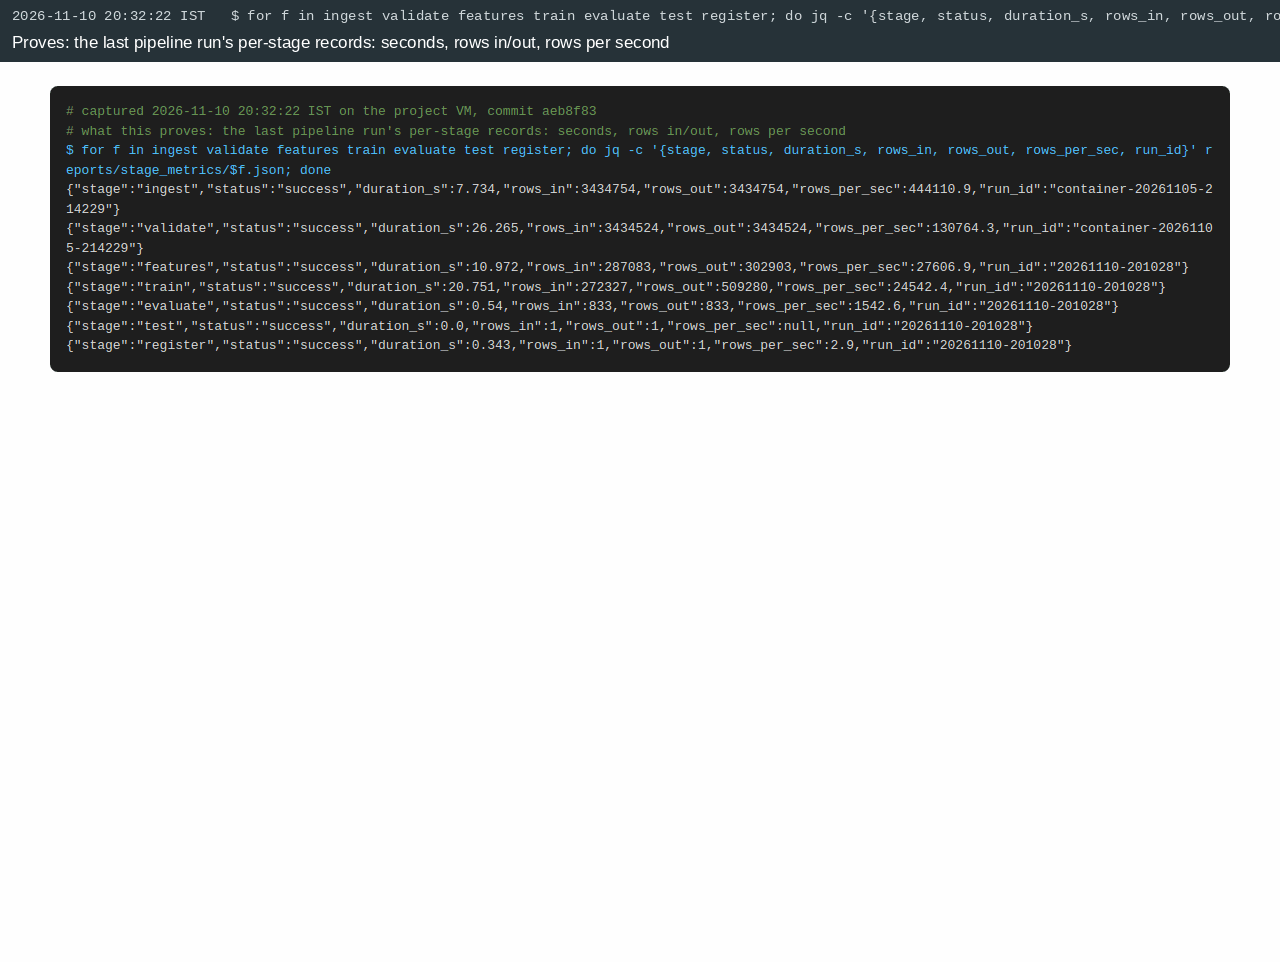 2026-11-10 20:32:22 IST   $ for f in ingest validate features train evaluate test register; do jq -c '{stage, status, duration_s, rows_in, rows_out, ro
Proves: the last pipeline run's per-stage records: seconds, rows in/out, rows per second
# captured 2026-11-10 20:32:22 IST on the project VM, commit aeb8f83
# what this proves: the last pipeline run's per-stage records: seconds, rows in/out, rows per second
$ for f in ingest validate features train evaluate test register; do jq -c '{stage, status, duration_s, rows_in, rows_out, rows_per_sec, run_id}' r
eports/stage_metrics/$f.json; done
{"stage":"ingest","status":"success","duration_s":7.734,"rows_in":3434754,"rows_out":3434754,"rows_per_sec":444110.9,"run_id":"container-20261105-2
14229"}
{"stage":"validate","status":"success","duration_s":26.265,"rows_in":3434524,"rows_out":3434524,"rows_per_sec":130764.3,"run_id":"container-2026110
5-214229"}
{"stage":"features","status":"success","duration_s":10.972,"rows_in":287083,"rows_out":302903,"rows_per_sec":27606.9,"run_id":"20261110-201028"}
{"stage":"train","status":"success","duration_s":20.751,"rows_in":272327,"rows_out":509280,"rows_per_sec":24542.4,"run_id":"20261110-201028"}
{"stage":"evaluate","status":"success","duration_s":0.54,"rows_in":833,"rows_out":833,"rows_per_sec":1542.6,"run_id":"20261110-201028"}
{"stage":"test","status":"success","duration_s":0.0,"rows_in":1,"rows_out":1,"rows_per_sec":null,"run_id":"20261110-201028"}
{"stage":"register","status":"success","duration_s":0.343,"rows_in":1,"rows_out":1,"rows_per_sec":2.9,"run_id":"20261110-201028"}